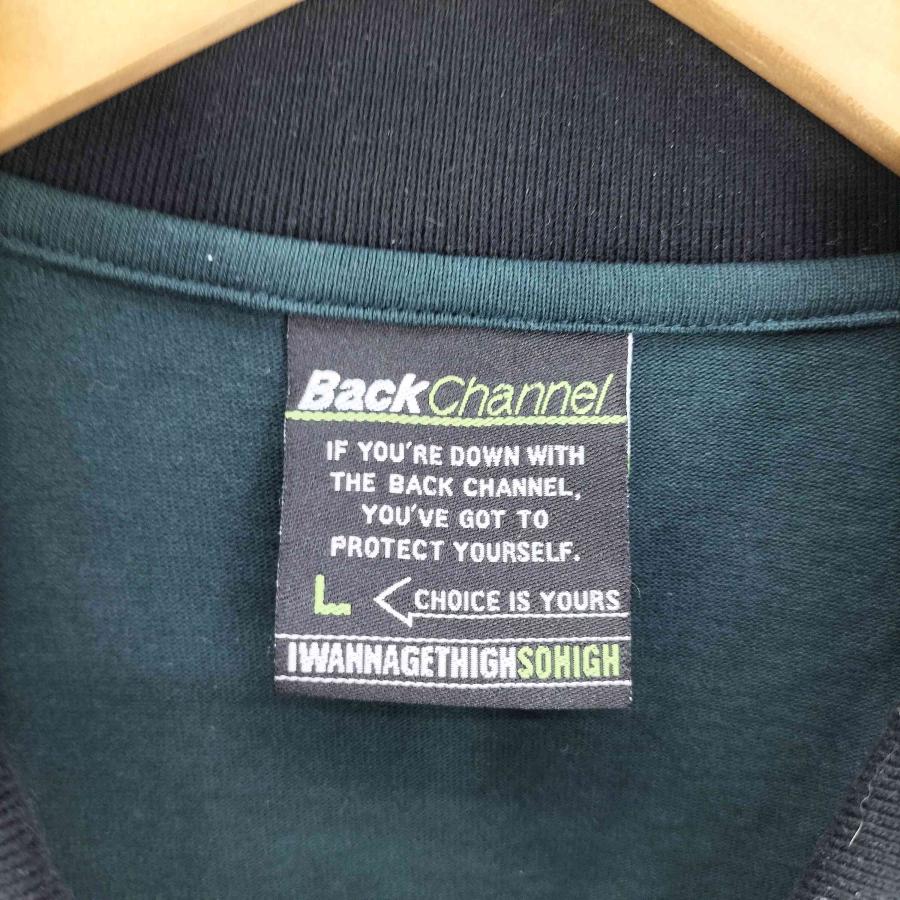 BackChannel
IF YOU'RE DOWN WITH
THE BACK CHANNEL,
YOU'VE GOT TO
PROTECT YOURSELF.
L CHOICE IS YOURS
IWANNAGETHIGHSOHIGH